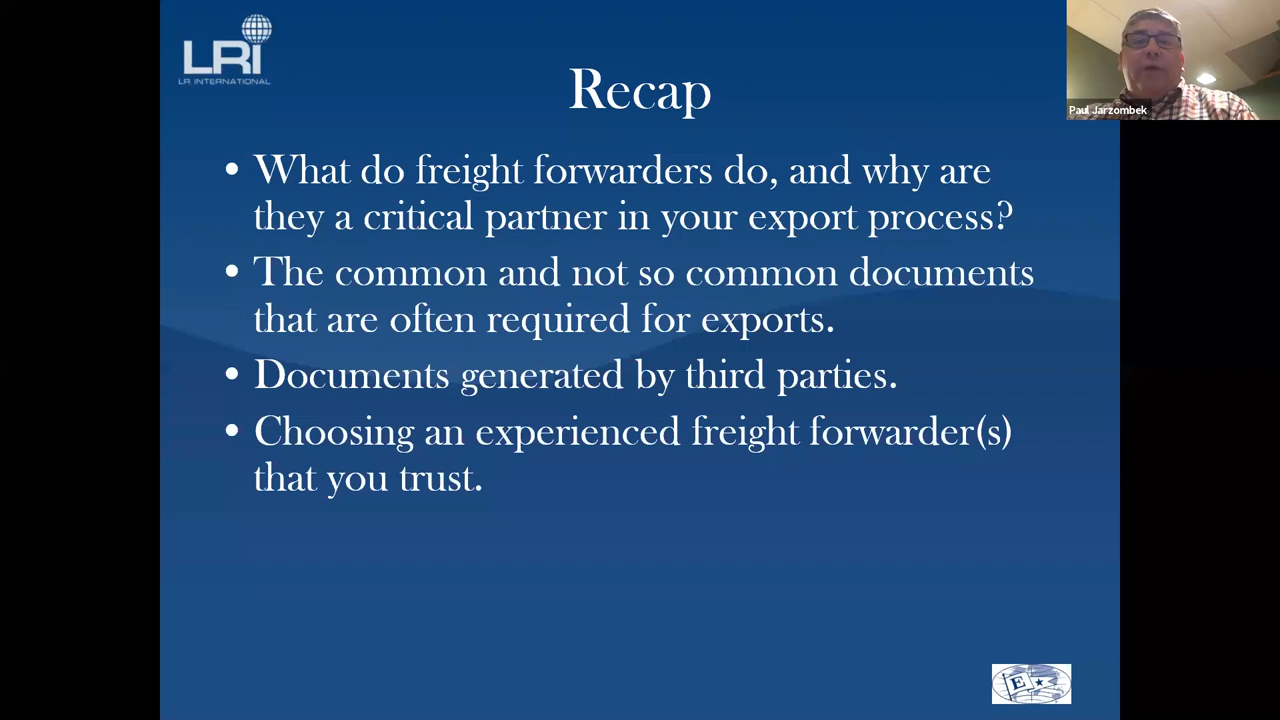 LRI
LR INTERNATIONAL
Recap
Paul Jarzombek
• What do freight forwarders do, and why are
they a critical partner in your export process?
• The common and not so common documents
that are often required for exports.
• Documents generated by third parties.
• Choosing an experienced freight forwarder(s)
that you trust.
E